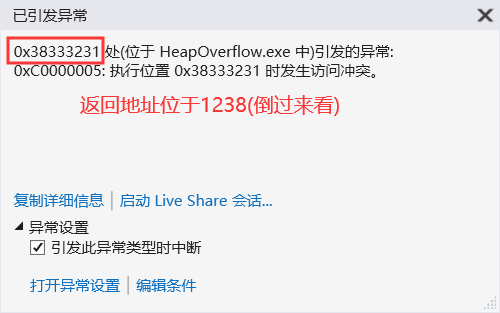 已引发异常
0x38333231 处(位于 HeapOverflow.exe 中)引发的异常:
0xC0000005: 执行位置 0x38333231 时发生访问冲突。
返回地址位于1238(倒过来看)
复制详细信息 | 启动 Live Share 会话...
异常设置
引发此异常类型时中断
打开异常设置 | 编辑条件